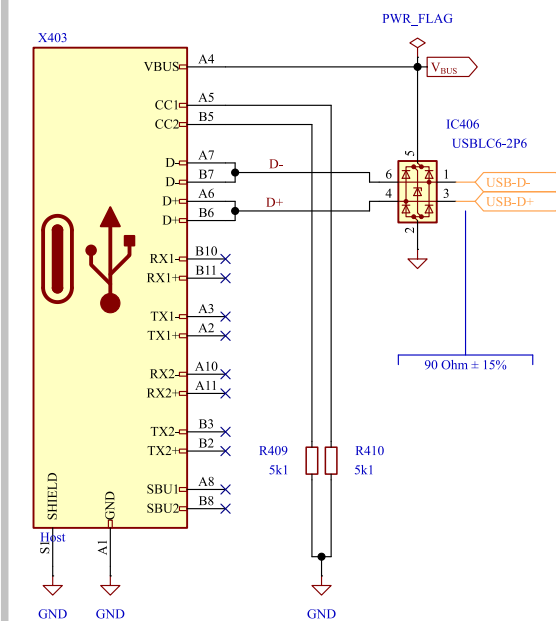 PWR_FLAG
X403
VBUS A4
VBUS
CC1 A5
CC2 B5
IC406
USBLC6-2P6
5
D- A7
D- B7
D-
6
1
USB-D-
D+ A6
D+ B6
D+
4
3
USB-D+
2
RX1- B10
RX1+ B11
TX1- A3
TX1+ A2
90 Ohm ± 15%
RX2- A10
RX2+ A11
TX2- B3
TX2+ B2
R409
5k1
R410
5k1
SBU1 A8
SBU2 B8
SHIELD
GND
Host
S1
A1
GND
GND
GND